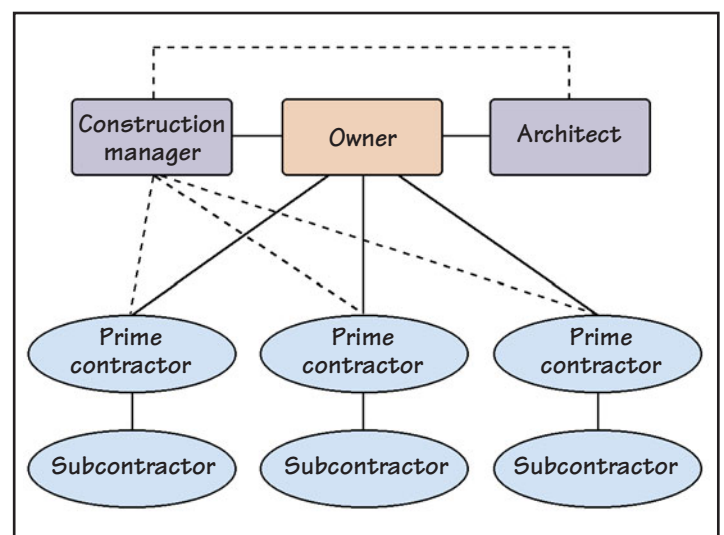 Construction
manager
Owner
Architect
Prime
contractor
Prime
contractor
Prime
contractor
Subcontractor
Subcontractor
Subcontractor